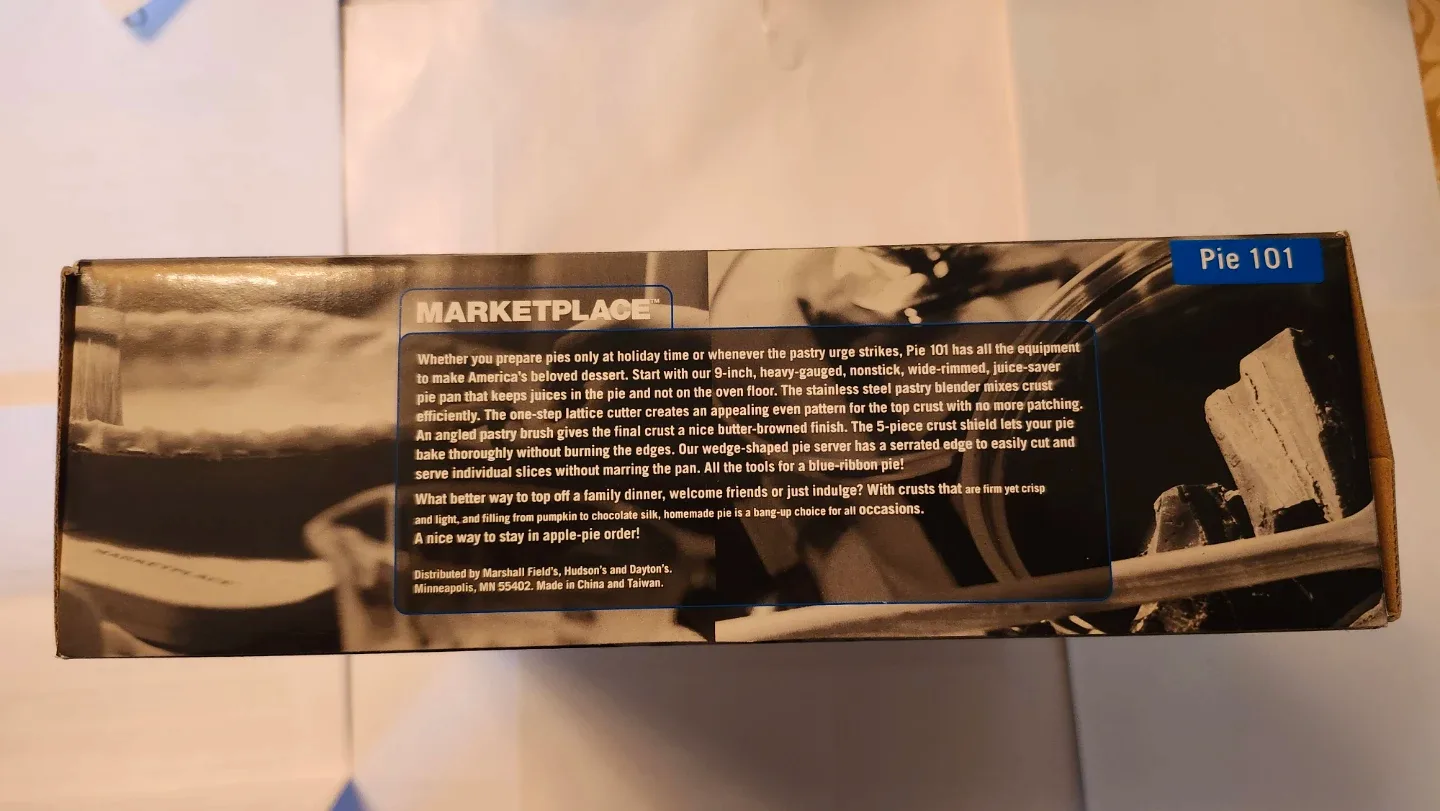 Pie 101
MARKETPLACE™
Whether you prepare pies only at holiday time or whenever the pastry urge strikes, Pie 101 has all the equipment
to make America's beloved dessert. Start with our 9-inch, heavy-gauged, nonstick, wide-rimmed, juice-saver
pie pan that keeps juices in the pie and not on the oven floor. The stainless steel pastry blender mixes crust
efficiently. The one-step lattice cutter creates an appealing even pattern for the top crust with no more patching.
An angled pastry brush gives the final crust a nice butter-browned finish. The 5-piece crust shield lets your pie
bake thoroughly without burning the edges. Our wedge-shaped pie server has a serrated edge to easily cut and
serve individual slices without marring the pan. All the tools for a blue-ribbon pie!
What better way to top off a family dinner, welcome friends or just indulge? With crusts that are firm yet crisp
and light, and filling from pumpkin to chocolate silk, homemade pie is a bang-up choice for all occasions.
A nice way to stay in apple-pie order!
Distributed by Marshall Field's, Hudson's and Dayton's.
Minneapolis, MN 55402. Made in China and Taiwan.
MARKETPLACE